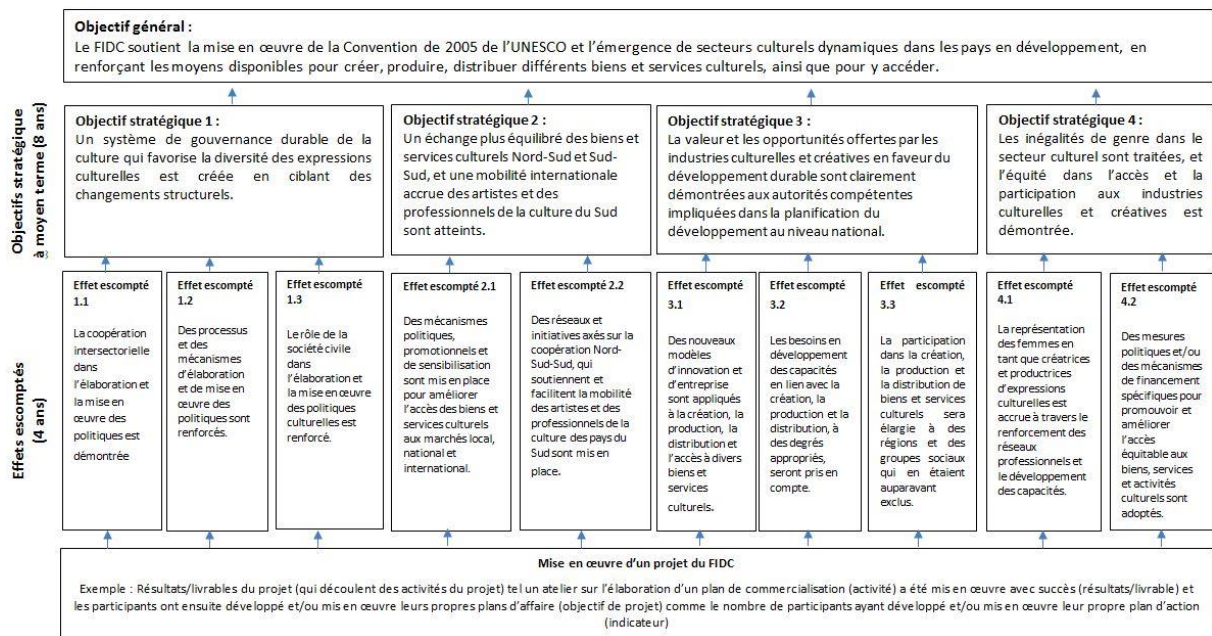 Objectif général :
Le FIDC soutient la mise en œuvre de la Convention de 2005 de l'UNESCO et l'émergence de secteurs culturels dynamiques dans les pays en développement, en
renforçant les moyens disponibles pour créer, produire, distribuer différents biens et services culturels, ainsi que pour y accéder.
Objectifs stratégique
à moyen terme (8 ans)
Objectif stratégique 1 :
Un système de gouvernance durable de la
culture qui favorise la diversité des expressions
culturelles est créée en ciblant des
changements structurels.
Objectif stratégique 2 :
Un échange plus équilibré des biens et
services culturels Nord-Sud et Sud-
Sud, et une mobilité internationale
accrue des artistes et des
professionnels de la culture du Sud
sont atteints.
Objectif stratégique 3 :
La valeur et les opportunités offertes par les
industries culturelles et créatives en faveur du
développement durable sont clairement
démontrées aux autorités compétentes
impliquées dans la planification du
développement au niveau national.
Objectif stratégique 4 :
Les inégalités de genre dans le
secteur culturel sont traitées, et
l'équité dans l'accès et la
participation aux industries
culturelles et créatives est
démontrée.
Effets escomptés
(4 ans)
Effet escompté
1.1
La coopération
intersectorielle
dans
l'élaboration et
la mise en
œuvre des
politiques est
démontrée
Effet escompté
1.2
Des processus
et des
mécanismes
d'élaboration
et de mise en
œuvre des
politiques sont
renforcés.
Effet escompté
1.3
Le rôle de la
société civile
dans
l'élaboration et
la mise en œuvre
des politiques
culturelles est
renforcé.
Effet escompté 2.1
Des mécanismes
politiques,
promotionnels et
de sensibilisation
sont mis en place
pour améliorer
l'accès des biens et
services culturels
aux marchés local,
national et
international.
Effet escompté 2.2
Des réseaux et
initiatives axés sur la
coopération Nord-
Sud-Sud, qui
soutiennent et
facilitent la mobilité
des artistes et des
professionnels de la
culture des pays du
Sud sont mis en
place.
Effet escompté
3.1
Des nouveaux
modèles
d'innovation et
d'entreprise sont
appliqués à la
création, la
production, la
distribution et
l'accès à divers
biens et
services
culturels.
Effet escompté
3.2
Les besoins en
développement
des capacités
en lien avec la
création, la
production et la
distribution, à
des degrés
appropriés,
seront pris en
compte.
Effet escompté
3.3
La participation
dans la création,
la production et
la distribution de
biens et services
culturels sera
élargie à des
régions et des
groupes sociaux
qui en étaient
auparavant
exclus.
Effet escompté
4.1
La représentation
des femmes en
tant que créatrices
et productrices
d'expressions
culturelles est
accrue à travers le
renforcement des
réseaux
professionnels et
le développement
des capacités.
Effet escompté
4.2
Des mesures
politiques et/ou
des mécanismes
de financement
spécifiques pour
promouvoir et
améliorer
l'accès
équitable aux
biens, services
et activités
culturels sont
adoptés.
Mise en œuvre d'un projet du FIDC
Exemple : Résultats/livrables du projet (qui découlent des activités du projet) tel un atelier sur l'élaboration d'un plan de commercialisation (activité) a été mis en œuvre avec succès (résultats/livrable) et
les participants ont ensuite développé et/ou mis en œuvre leurs propres plans d'affaire (objectif de projet) comme le nombre de participants ayant développé et/ou mis en œuvre leur propre plan d'action
(indicateur)